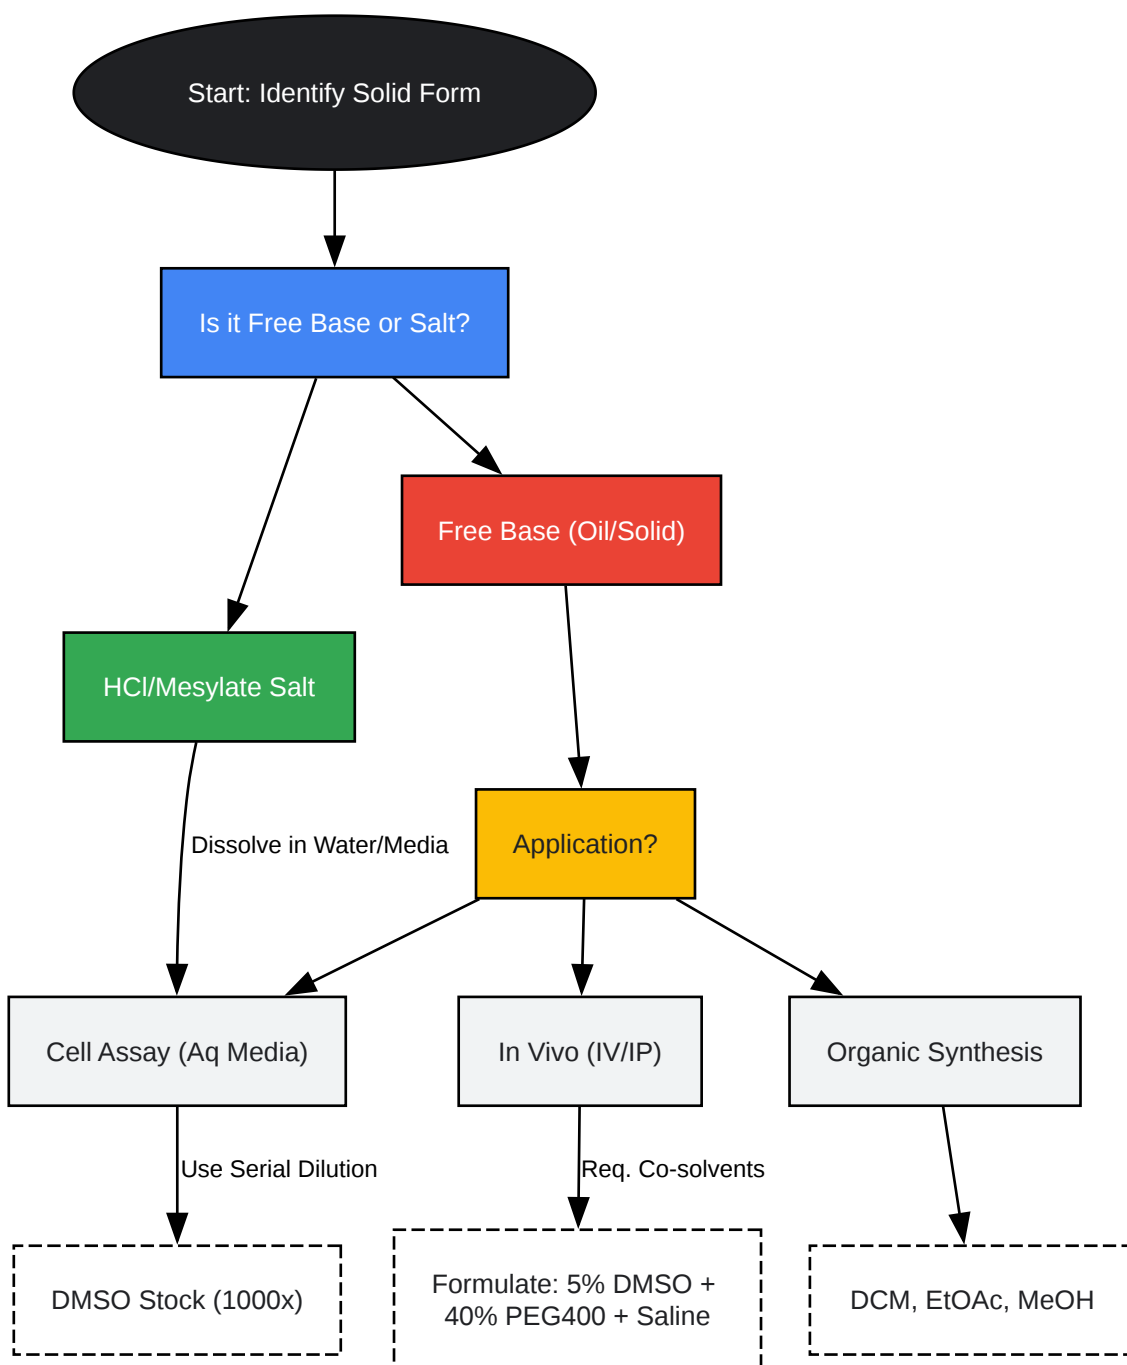 Start: Identify Solid Form
Is it Free Base or Salt?
Free Base (Oil/Solid)
HCl/Mesylate Salt
Dissolve in Water/Media
Application?
Cell Assay (Aq Media)
In Vivo (IV/IP)
Organic Synthesis
Use Serial Dilution
Req. Co-solvents
DMSO Stock (1000x)
Formulate: 5% DMSO +
40% PEG400 + Saline
DCM, EtOAc, MeOH